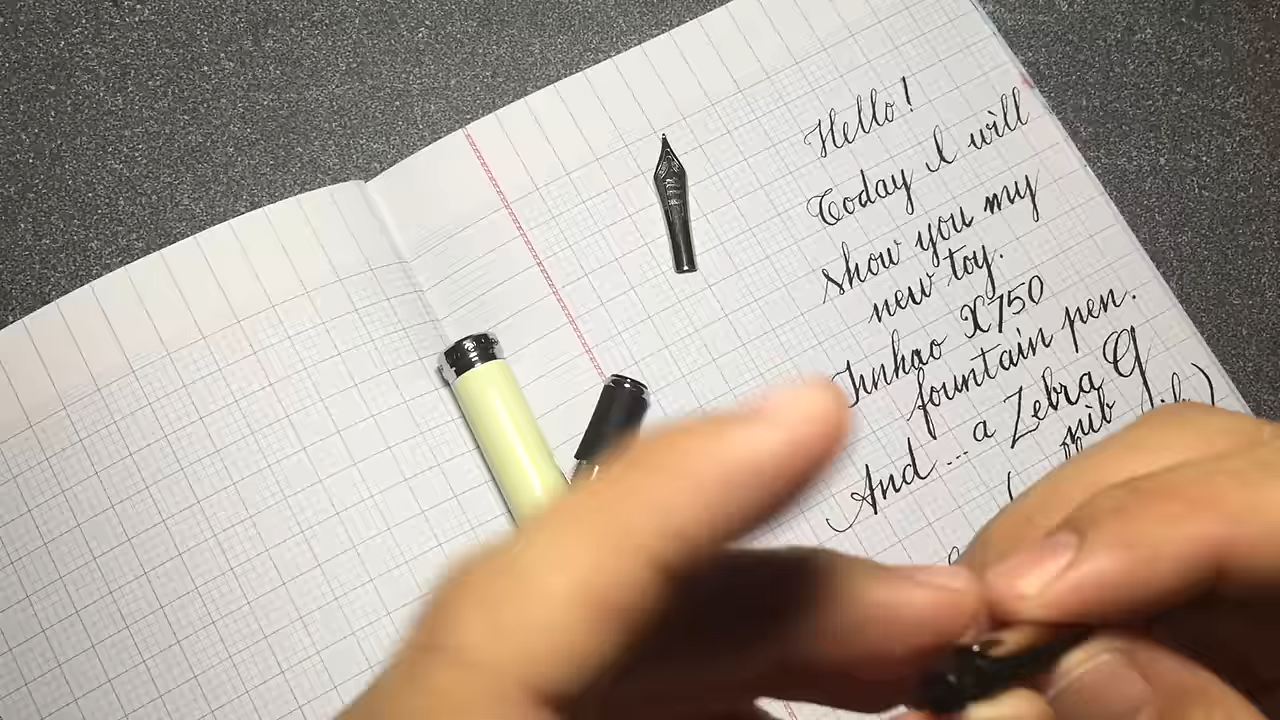 Hello!
Today I will
show you my
new toy.
Jinhao X750
fountain pen.
And ... a Zebra G
nib